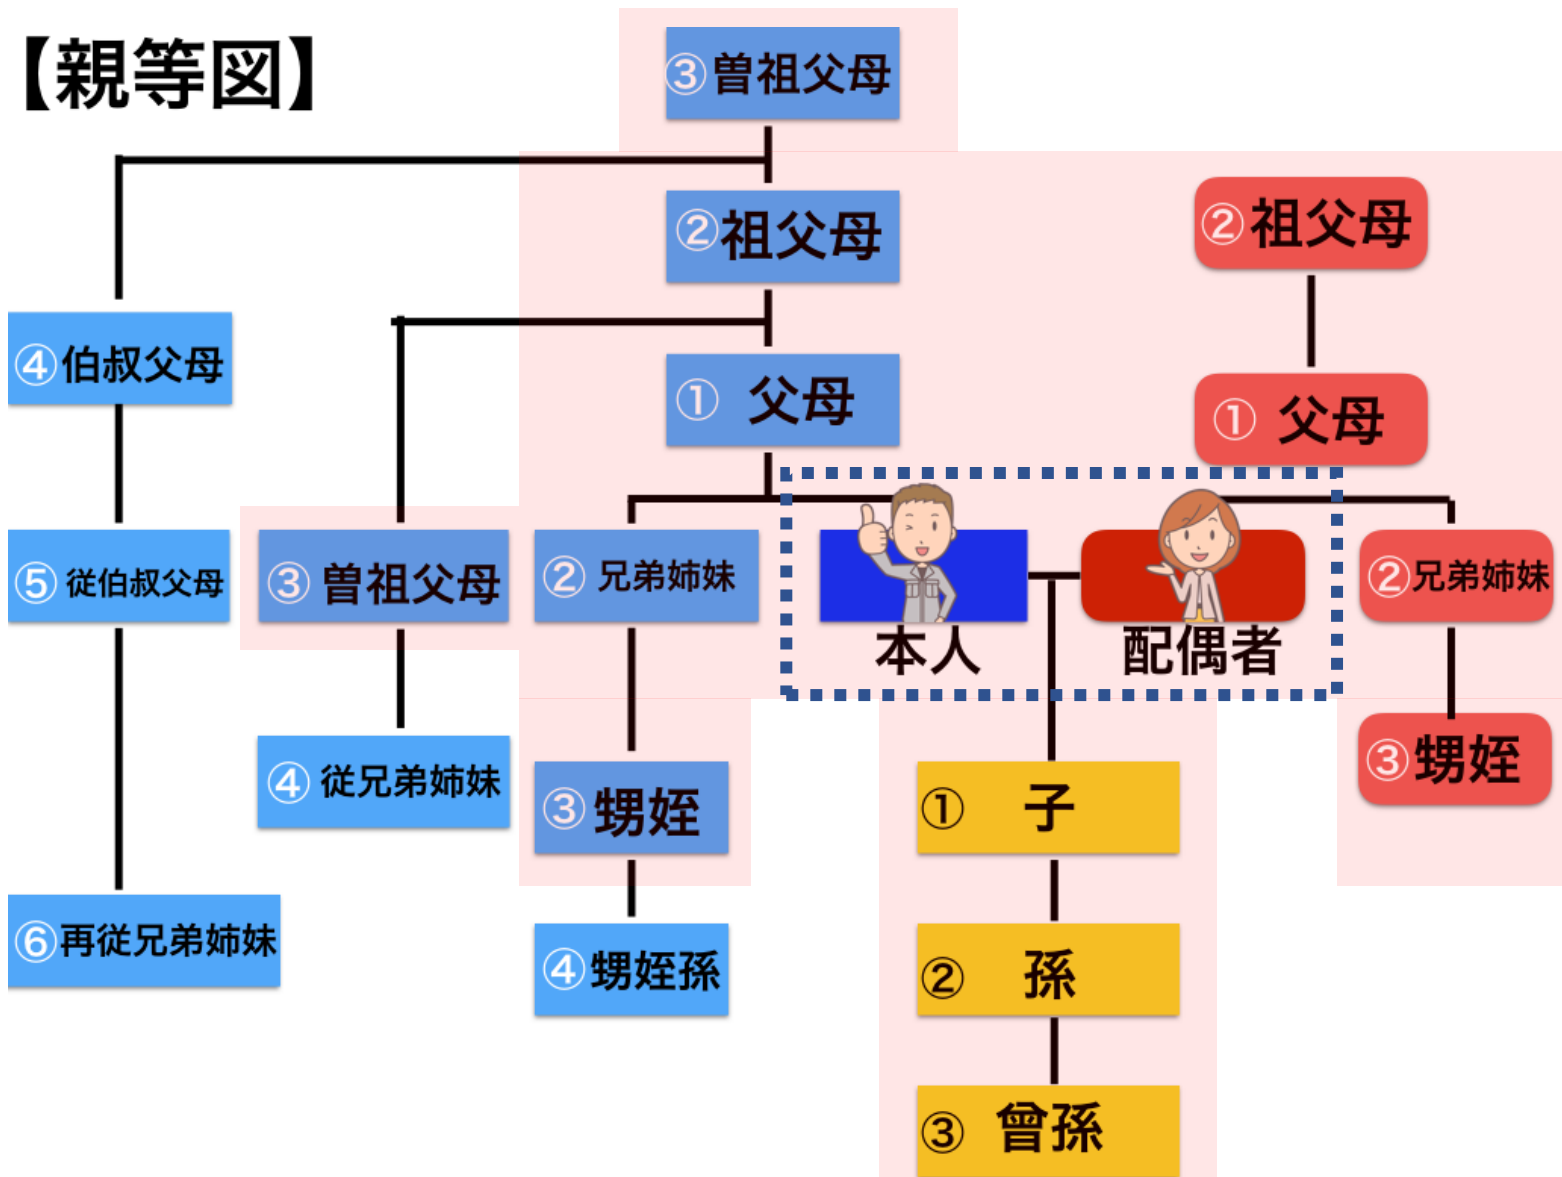 【親等図】
③曽祖父母
②祖父母
②祖父母
④伯叔父母
① 父母
① 父母
⑤従伯叔父母
③曽祖父母
②兄弟姉妹
本人
配偶者
②兄弟姉妹
④従兄弟姉妹
③甥姪
① 子
③甥姪
⑥再従兄弟姉妹
④甥姪孫
② 孫
③ 曾孫